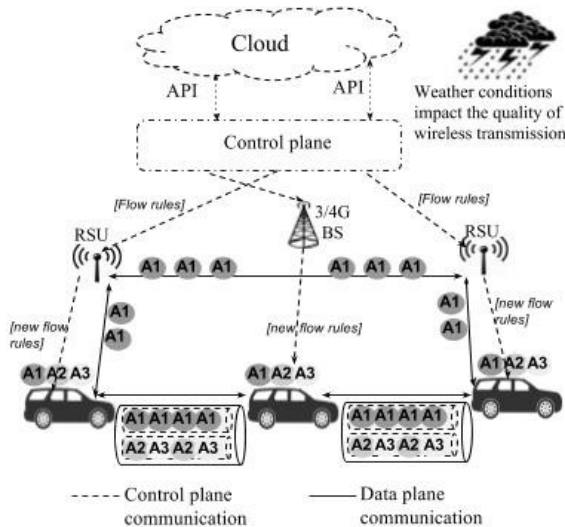 Cloud
API
API
Weather conditions
impact the quality of
wireless transmission
Control plane
[Flow rules]
3/4G
BS
[Flow rules]
RSU
RSU
A1 A1 A1
A1 A1 A1
A1
A1
A1
A1
[new flow
rules]
[new flow rules]
[new flow
rules]
A1 A2 A3
A1 A2 A3
A1 A2 A3
A1 A1 A1 A1
A2 A3 A2 A3
A1 A1 A1 A1
A2 A3 A2 A3
Control plane
communication
Data plane
communication